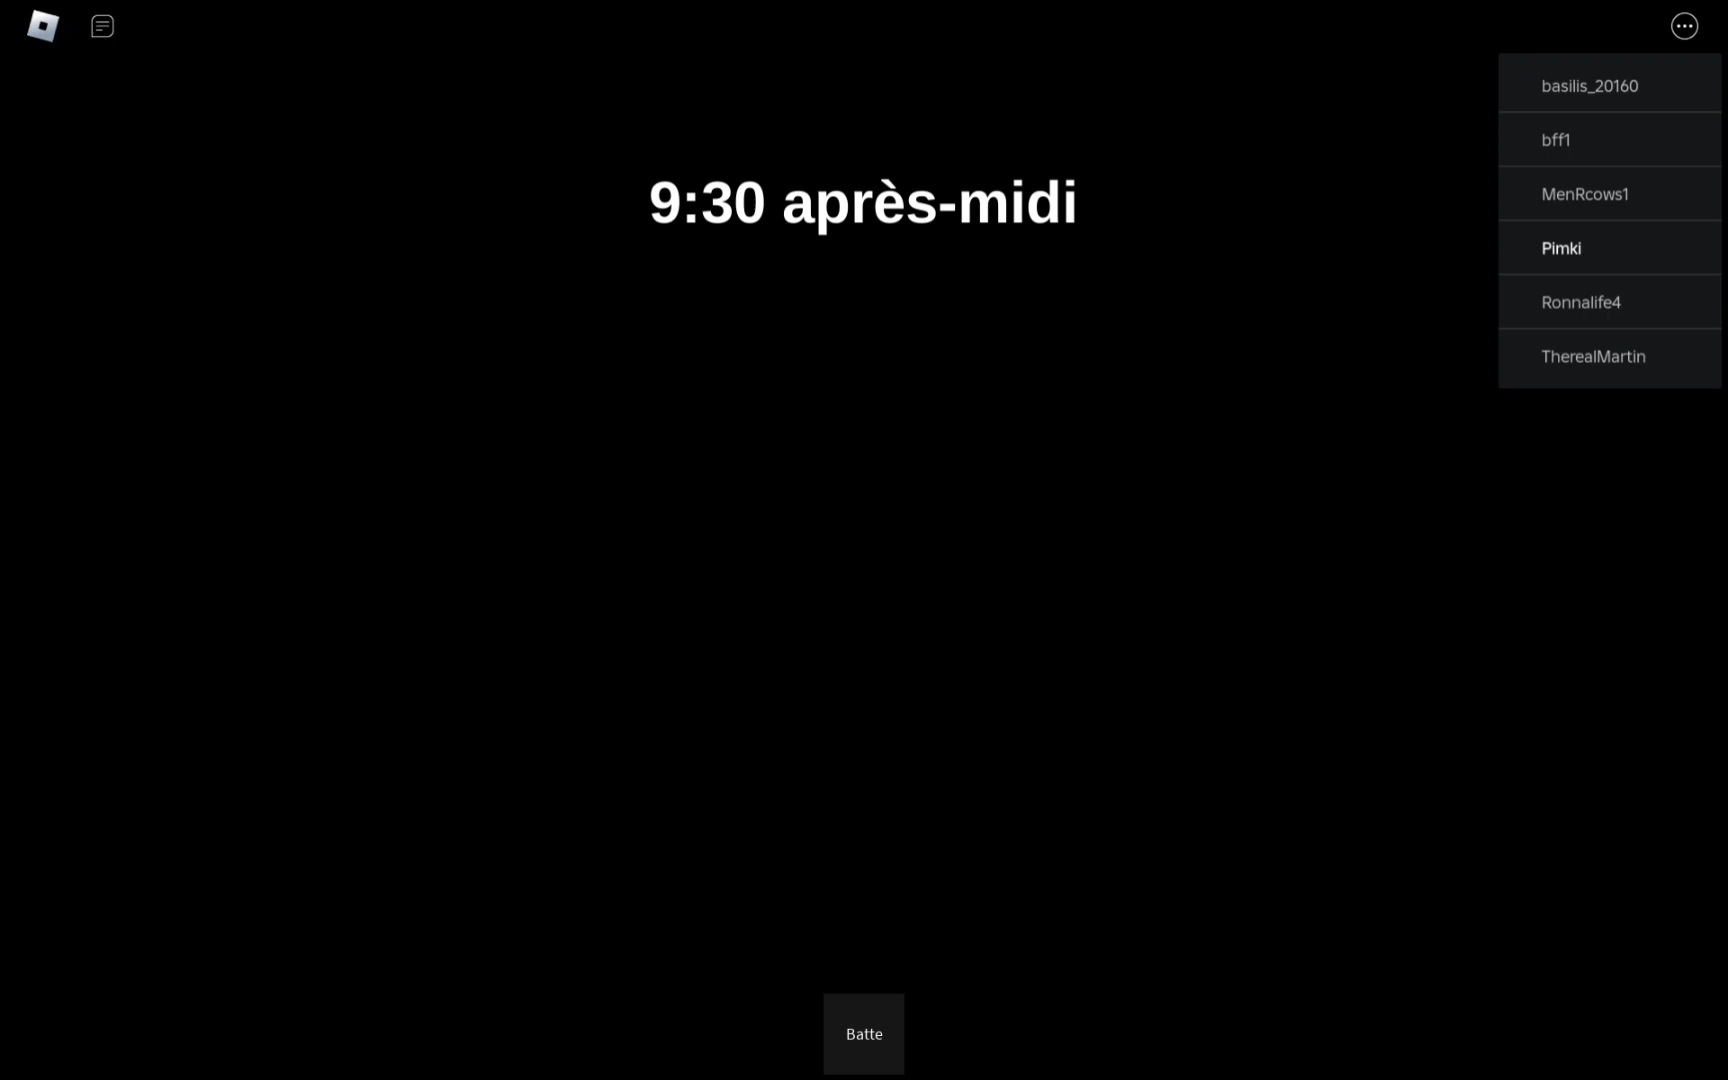 9:30 après-midi
basilis_20160
bff1
MenRcows1
Pimki
Ronnalife4
TherealMartin
Batte